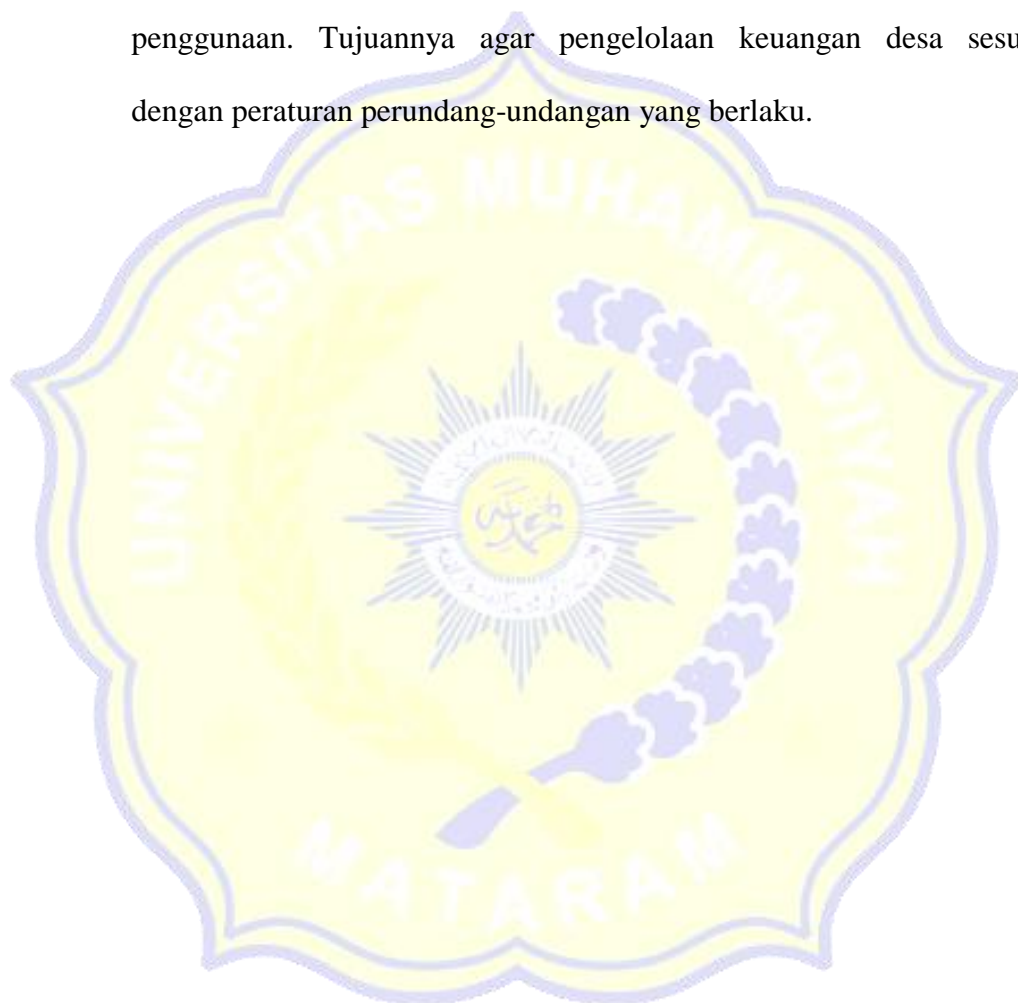 penggunaan. Tujuannya agar pengelolaan keuangan desa sesu
dengan peraturan perundang-undangan yang berlaku.
UNIVERSITAS MUHAMMADIYAH
MATARAM